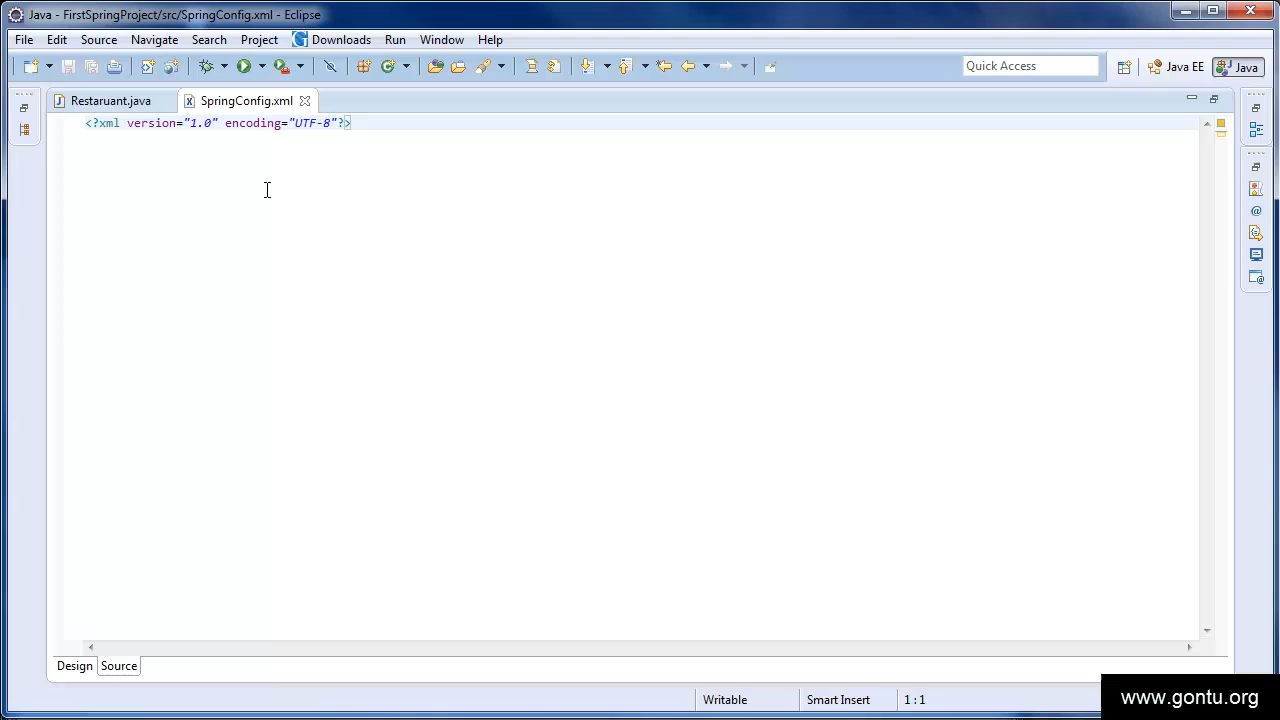 Java - FirstSpringProject/src/SpringConfig.xml - Eclipse
File Edit Source Navigate Search Project Downloads Run Window Help
Quick Access Java EE Java
Restaruant.java SpringConfig.xml
<?xml version="1.0" encoding="UTF-8"?>
Design Source
Writable Smart Insert 1 : 1
www.gontu.org